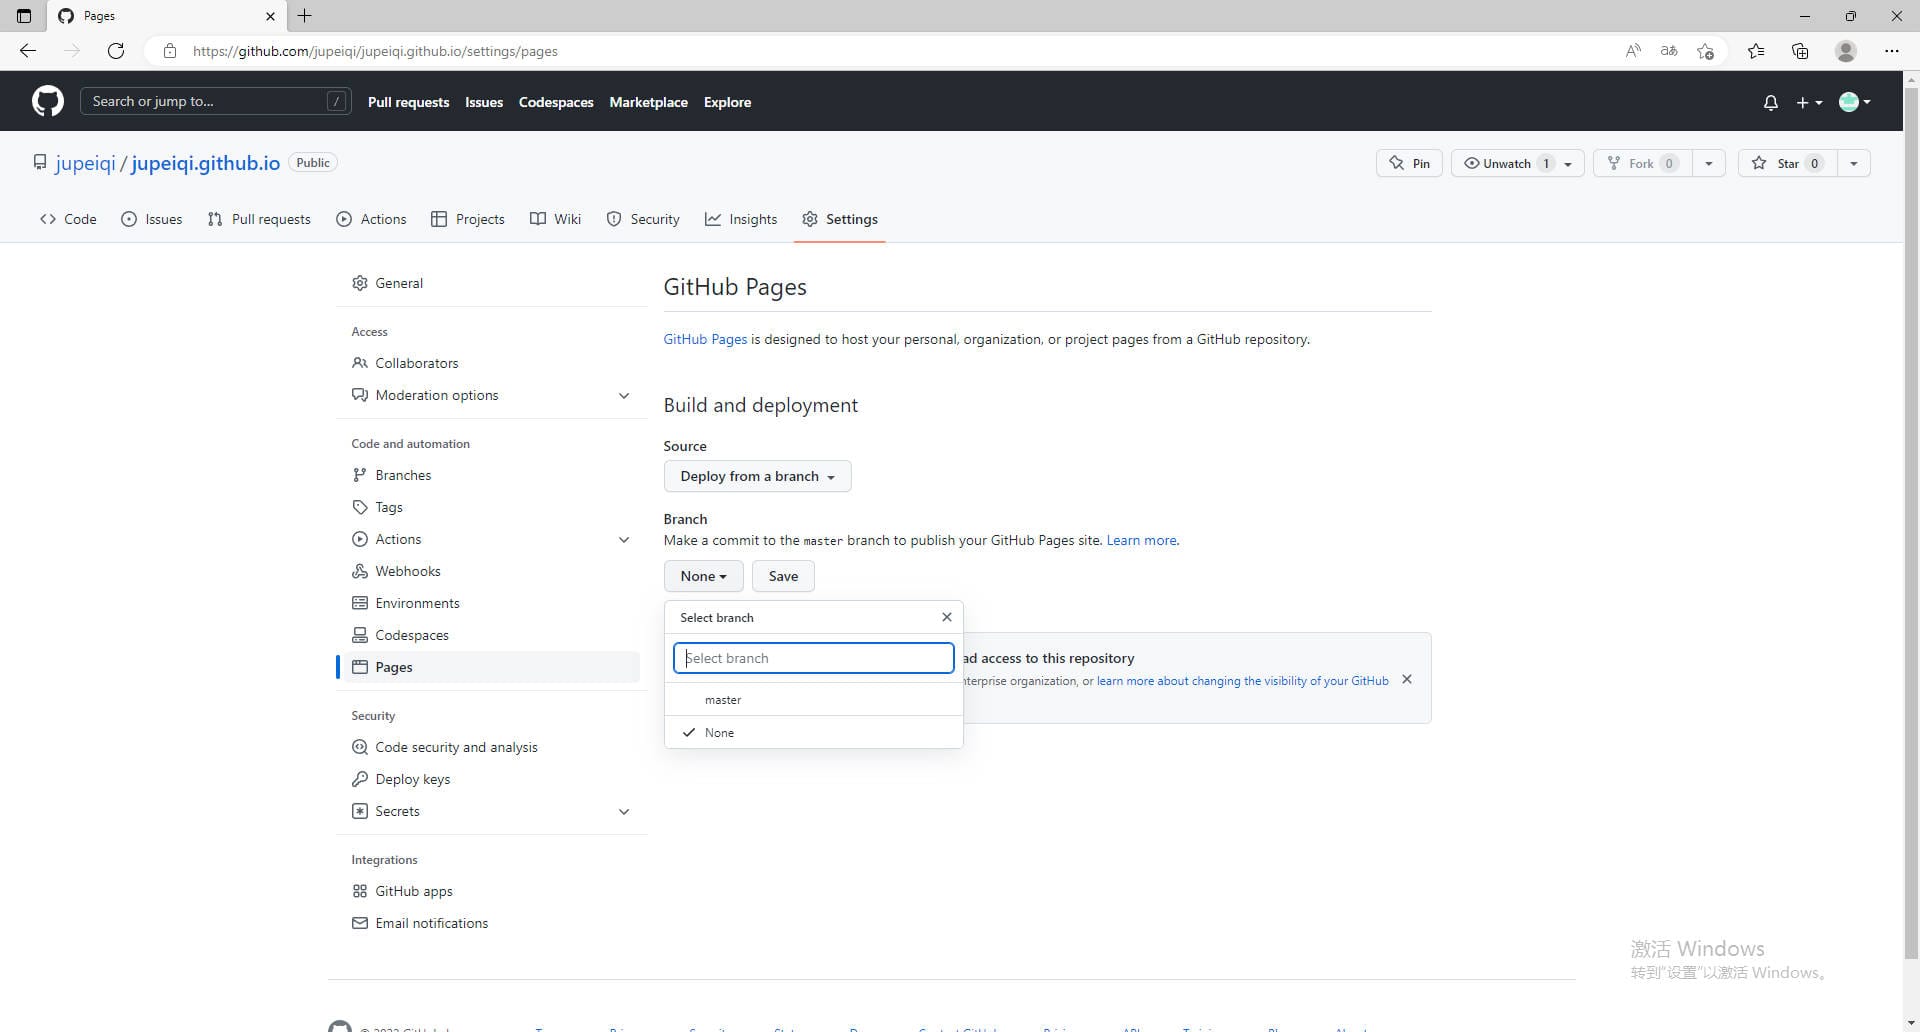 Pages
https://github.com/jupeiqi/jupeiqi.github.io/settings/pages
Search or jump to... /
Pull requests Issues Codespaces Marketplace Explore
jupeiqi / jupeiqi.github.io Public
Pin Unwatch 1 Fork 0 Star 0
Code Issues Pull requests Actions Projects Wiki Security Insights Settings
General
Access
Collaborators
Moderation options
Code and automation
Branches
Tags
Actions
Webhooks
Environments
Codespaces
Pages
Security
Code security and analysis
Deploy keys
Secrets
Integrations
GitHub apps
Email notifications
GitHub Pages
GitHub Pages is designed to host your personal, organization, or project pages from a GitHub repository.
Build and deployment
Source
Deploy from a branch
Branch
Make a commit to the master branch to publish your GitHub Pages site. Learn more.
None Save
Select branch
Select branch
master
None
access to this repository
organization, or learn more about changing the visibility of your GitHub
激活 Windows
转到"设置"以激活 Windows。